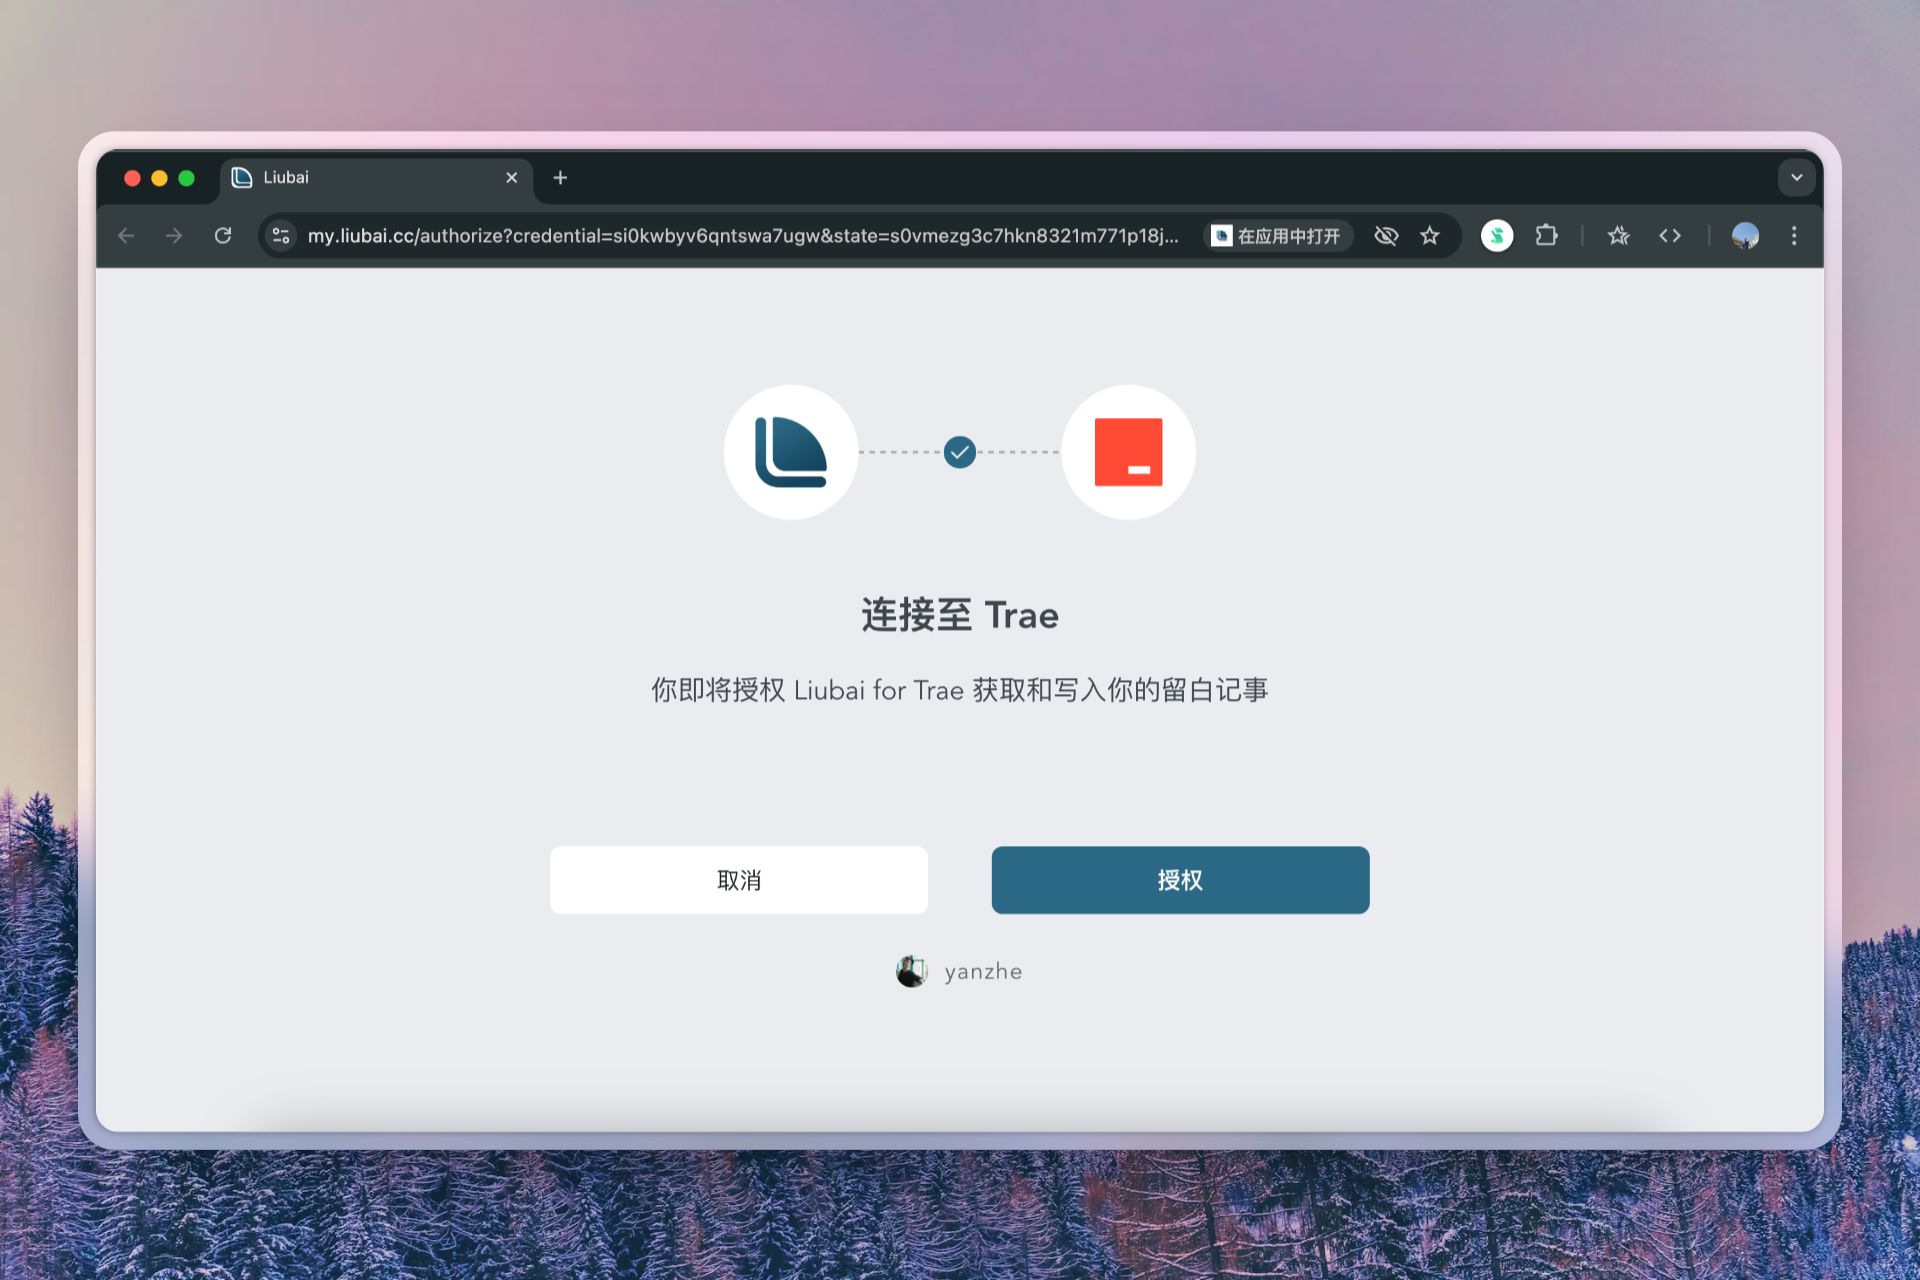 Liubai
my.liubai.cc/authorize?credential=si0kwbyv6qntswa7ugw&state=s0vmezg3c7hkn8321m771p18j...
在应用中打开
连接至 Trae
你即将授权 Liubai for Trae 获取和写入你的留白记事
取消
授权
yanzhe